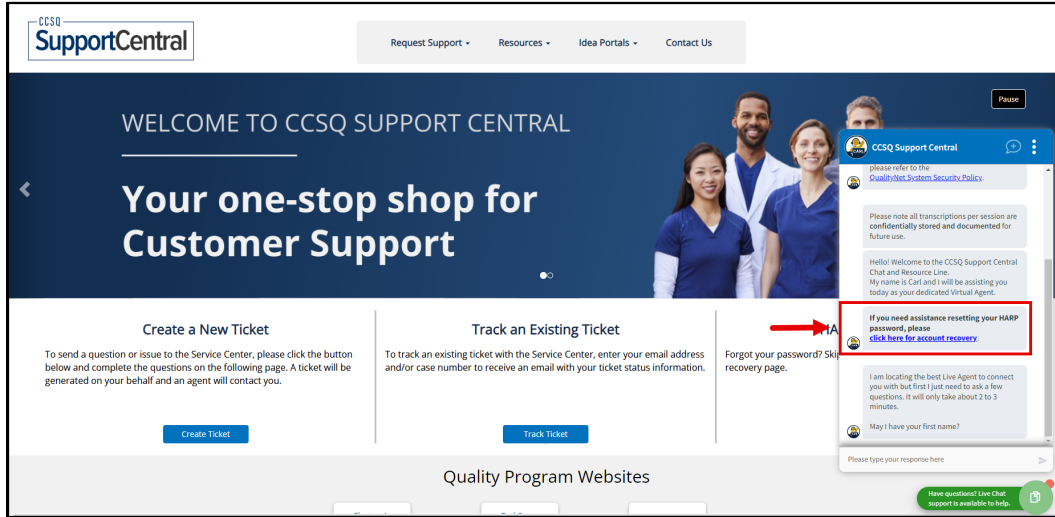 CCSQ
SupportCentral
Request Support
Resources
Idea Portals
Contact Us
WELCOME TO CCSQ SUPPORT CENTRAL
Your one-stop shop for
Customer Support
Pause
Create a New Ticket
To send a question or issue to the Service Center, please click the button
below and complete the questions on the following page. A ticket will be
generated on your behalf and an agent will contact you.
Create Ticket
Track an Existing Ticket
To track an existing ticket with the Service Center, enter your email address
and/or case number to receive an email with your ticket status information.
Track Ticket
HA
Forgot your password? Ski
recovery page.
CCSQ Support Central
please refer to the
QualityNet System Security Policy.
Please note all transcriptions per session are
confidentially stored and documented for
future use.
Hello! Welcome to the CCSQ Support Central
Chat and Resource Line.
My name is Carl and I will be assisting you
today as your dedicated Virtual Agent.
If you need assistance resetting your HARP
password, please
click here for account recovery.
I am locating the best Live Agent to connect
you with but first I just need to ask a few
questions. It will only take about 2 to 3
minutes.
May I have your first name?
Please type your response here
Have questions? Live Chat
support is available to help.
Quality Program Websites